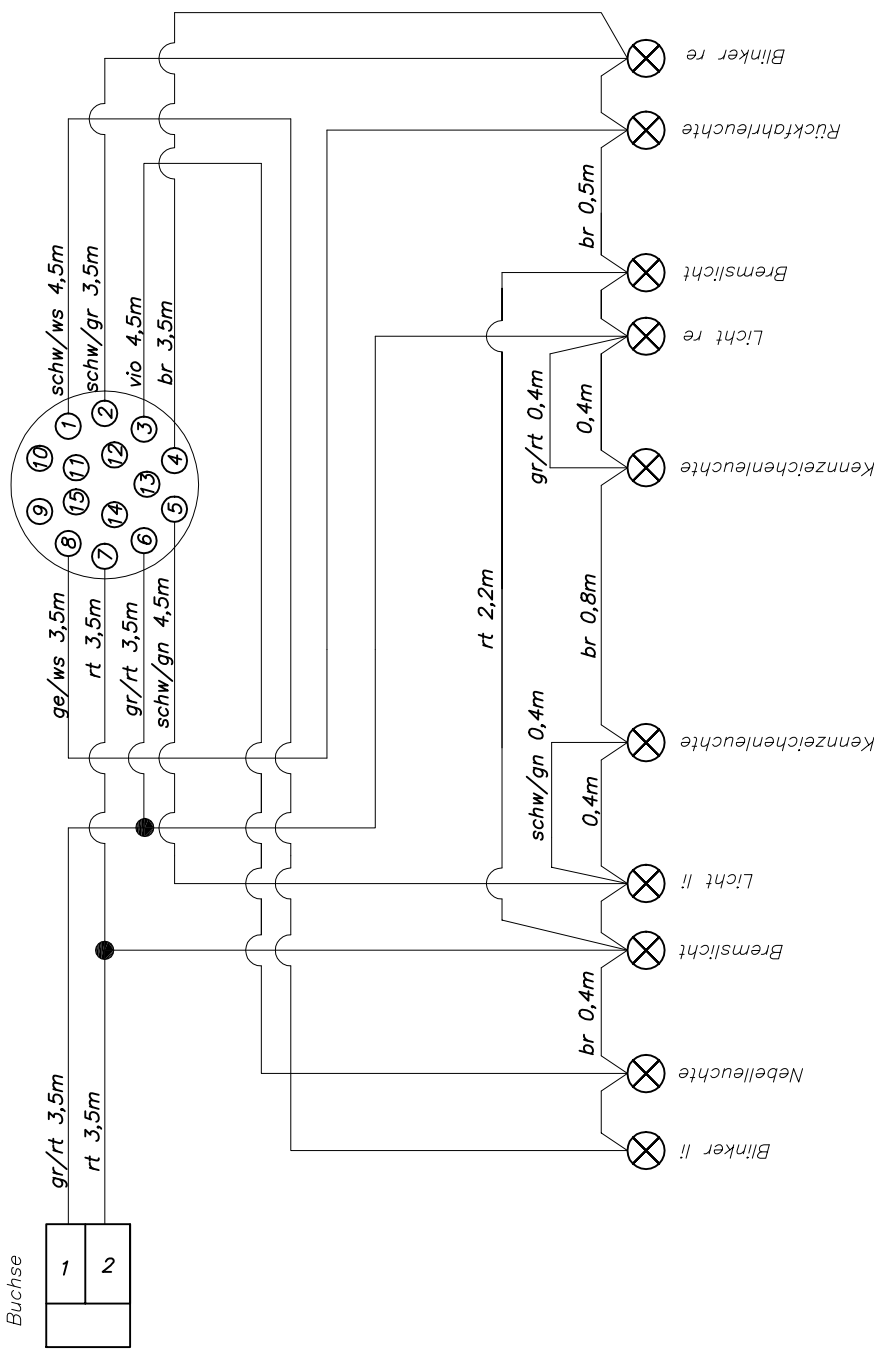 schw/ws 4,5m
schw/gr 3,5m
vio 4,5m
br 3,5m
1
2
3
4
5
6
7
8
9
10
11
12
13
14
15
ge/ws 3,5m
rt 3,5m
gr/rt 3,5m
schw/gn 4,5m
gr/rt 3,5m
rt 3,5m
Buchse
1
2
br 0,5m
gr/rt 0,4m
0,4m
rt 2,2m
br 0,8m
schw/gn 0,4m
0,4m
br 0,4m
Blinker re
Rückfahrleuchte
Bremslicht
Licht re
Kennzeichenleuchte
Kennzeichenleuchte
Licht li
Bremslicht
Nebelleuchte
Blinker li